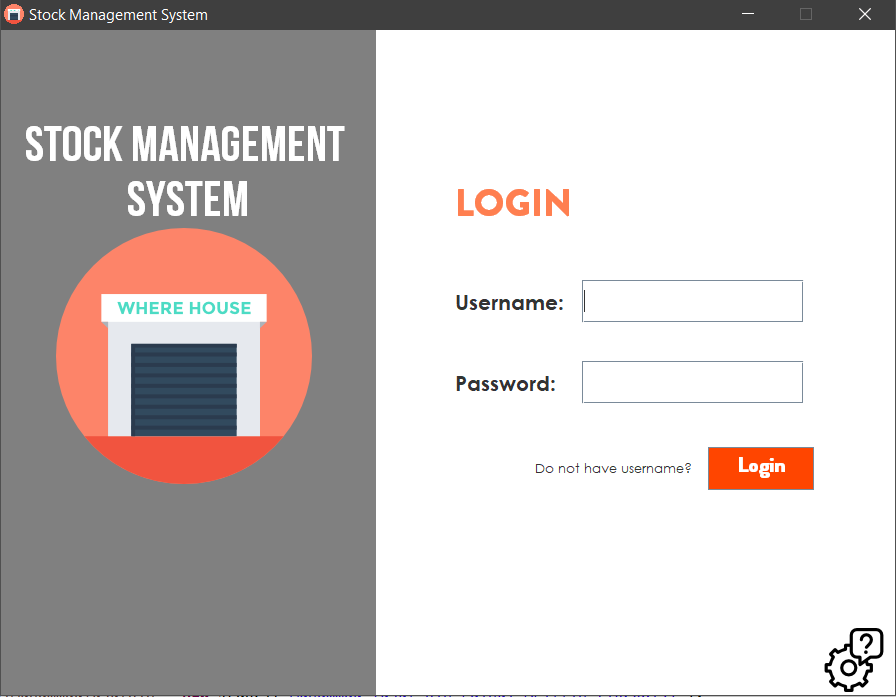 Stock Management System
STOCK MANAGEMENT
SYSTEM
WHERE HOUSE
LOGIN
Username:
Password:
Do not have username?
Login
?